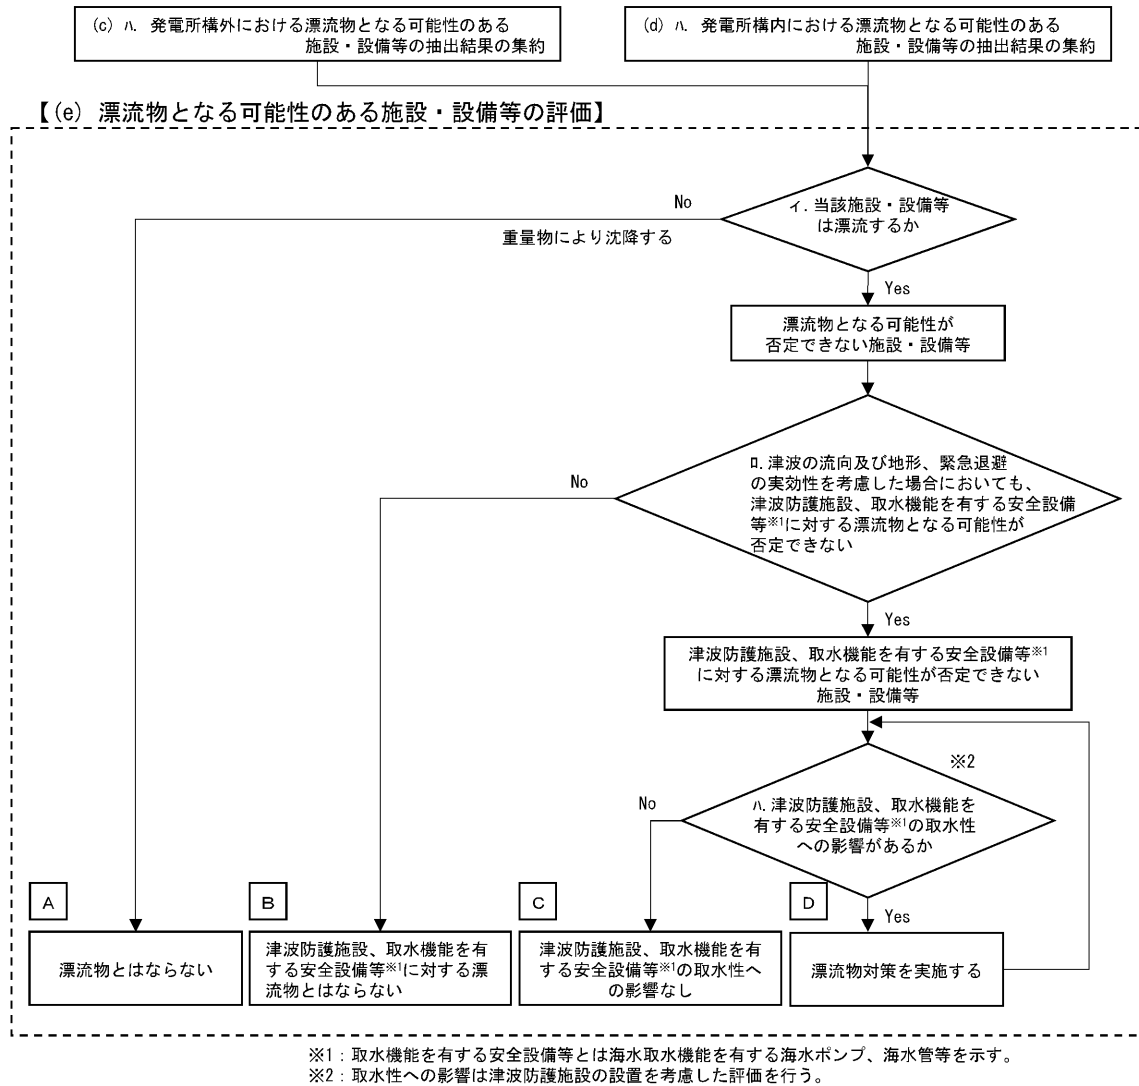 (c) ハ. 発電所構外における漂流物となる可能性のある
施設・設備等の抽出結果の集約
(d) ハ. 発電所構内における漂流物となる可能性のある
施設・設備等の抽出結果の集約
【(e) 漂流物となる可能性のある施設・設備等の評価】
イ. 当該施設・設備等
は漂流するか
No
重量物により沈降する
Yes
漂流物となる可能性が
否定できない施設・設備等
ロ. 津波の流向及び地形、緊急退避
の実効性を考慮した場合においても、
津波防護施設、取水機能を有する安全設備
等※1に対する漂流物となる可能性が
否定できない
No
Yes
津波防護施設、取水機能を有する安全設備等※1
に対する漂流物となる可能性が否定できない
施設・設備等
※2
ハ. 津波防護施設、取水機能を
有する安全設備等※1の取水性
への影響があるか
No
Yes
A
漂流物とはならない
B
津波防護施設、取水機能を有
する安全設備等※1に対する漂
流物とはならない
C
津波防護施設、取水機能を有
する安全設備等※1の取水性へ
の影響なし
D
漂流物対策を実施する
※1：取水機能を有する安全設備等とは海水取水機能を有する海水ポンプ、海水管等を示す。
※2：取水性への影響は津波防護施設の設置を考慮した評価を行う。